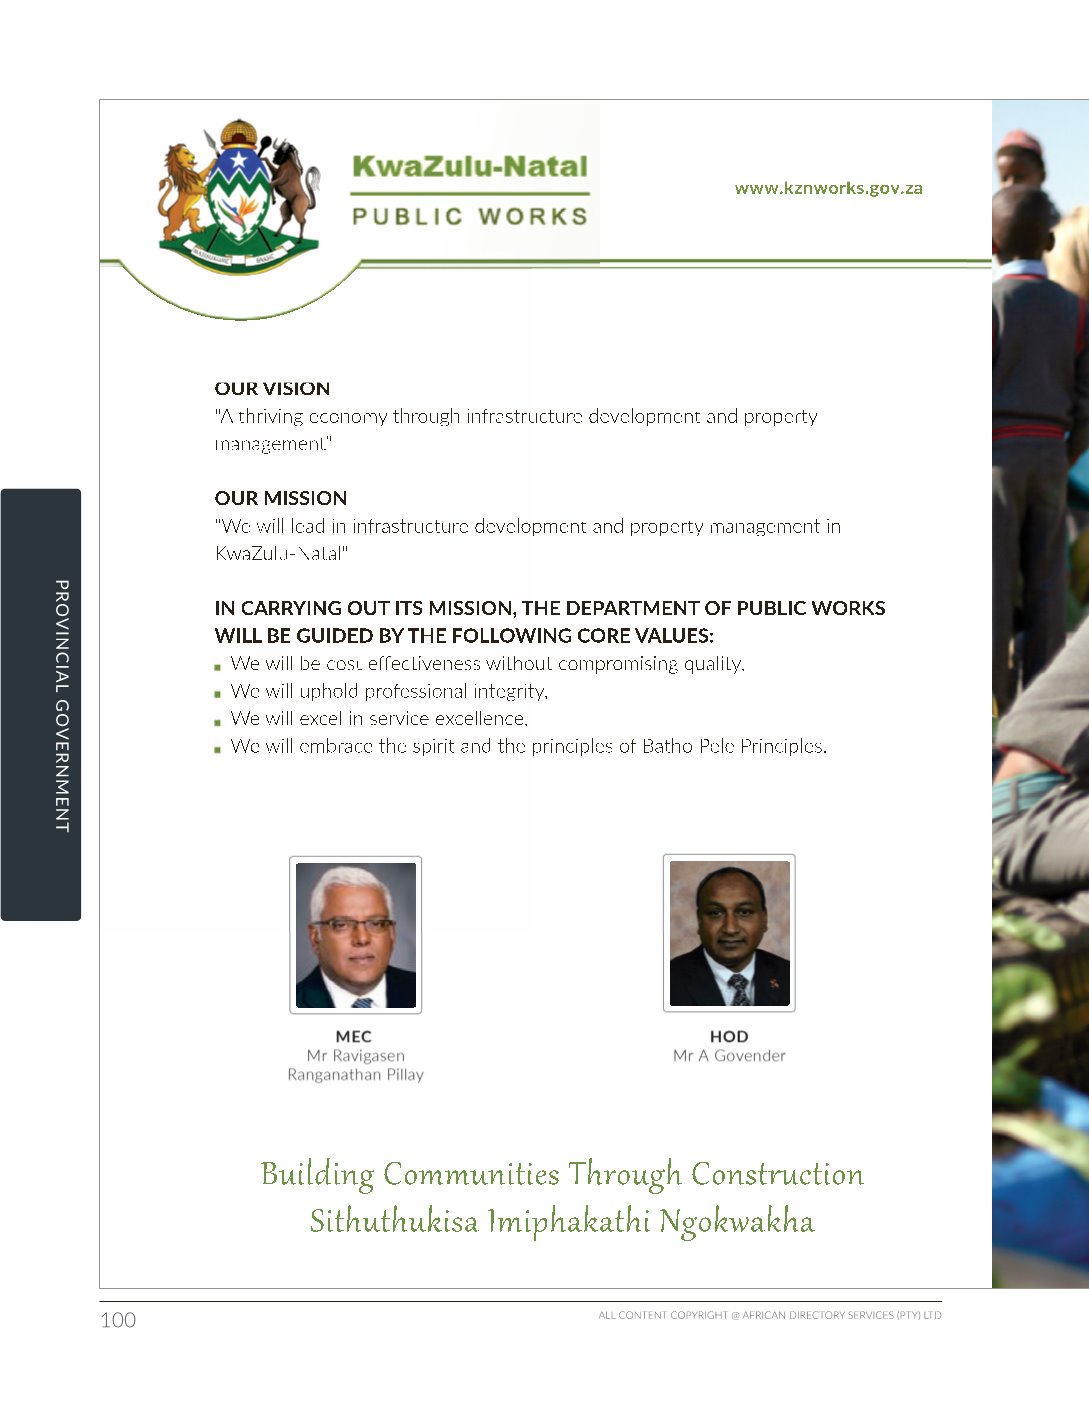 KwaZulu-Natal
PUBLIC WORKS
www.kznworks.gov.za
OUR VISION
"A thriving economy through infrastructure development and property
management"
OUR MISSION
"We will lead in infrastructure development and property management in
KwaZulu-Natal"
IN CARRYING OUT ITS MISSION, THE DEPARTMENT OF PUBLIC WORKS
WILL BE GUIDED BY THE FOLLOWING CORE VALUES:
We will be cost effectiveness without compromising quality,
We will uphold professional integrity,
We will excel in service excellence,
We will embrace the spirit and the principles of Batho Pele Principles.
PROVINCIAL GOVERNMENT
MEC
Mr Ravigasen
Ranganathan Pillay
HOD
Mr A Govender
Building Communities Through Construction
Sithuthukisa Imiphakathi Ngokwakha
100
ALL CONTENT COPYRIGHT @ AFRICAN DIRECTORY SERVICES (PTY) LTD